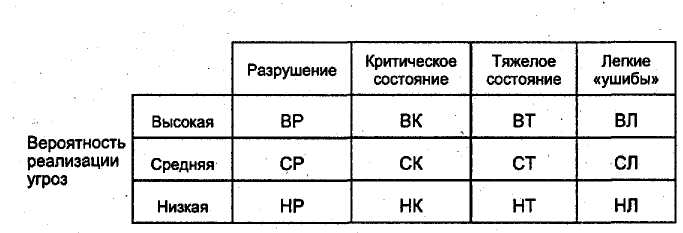 Разрушение
Критическое
состояние
Тяжелое
состояние
Легкие
«ушибы»
Вероятность
реализации
угроз
Высокая ВР ВК ВТ ВЛ
Средняя СР СК СТ СЛ
Низкая НР НК НТ НЛ